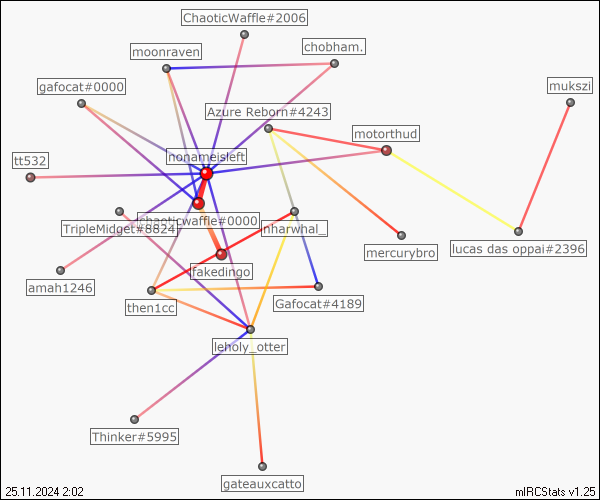 ChaoticWaffle#2006
chobham.
moonraven
gafocat#0000
mukszi
Azure Reborn#4243
motorthud
nonameisleft
tt532
chaoticwaffle#0000
TripleMidget#8824
nharwhal_
mercurybro
lucas das oppai#2396
fakedingo
amah1246
then1cc
Gafocat#4189
leholy_otter
Thinker#5995
gateauxcatto
25.11.2024 2:02
mIRCStats v1.25